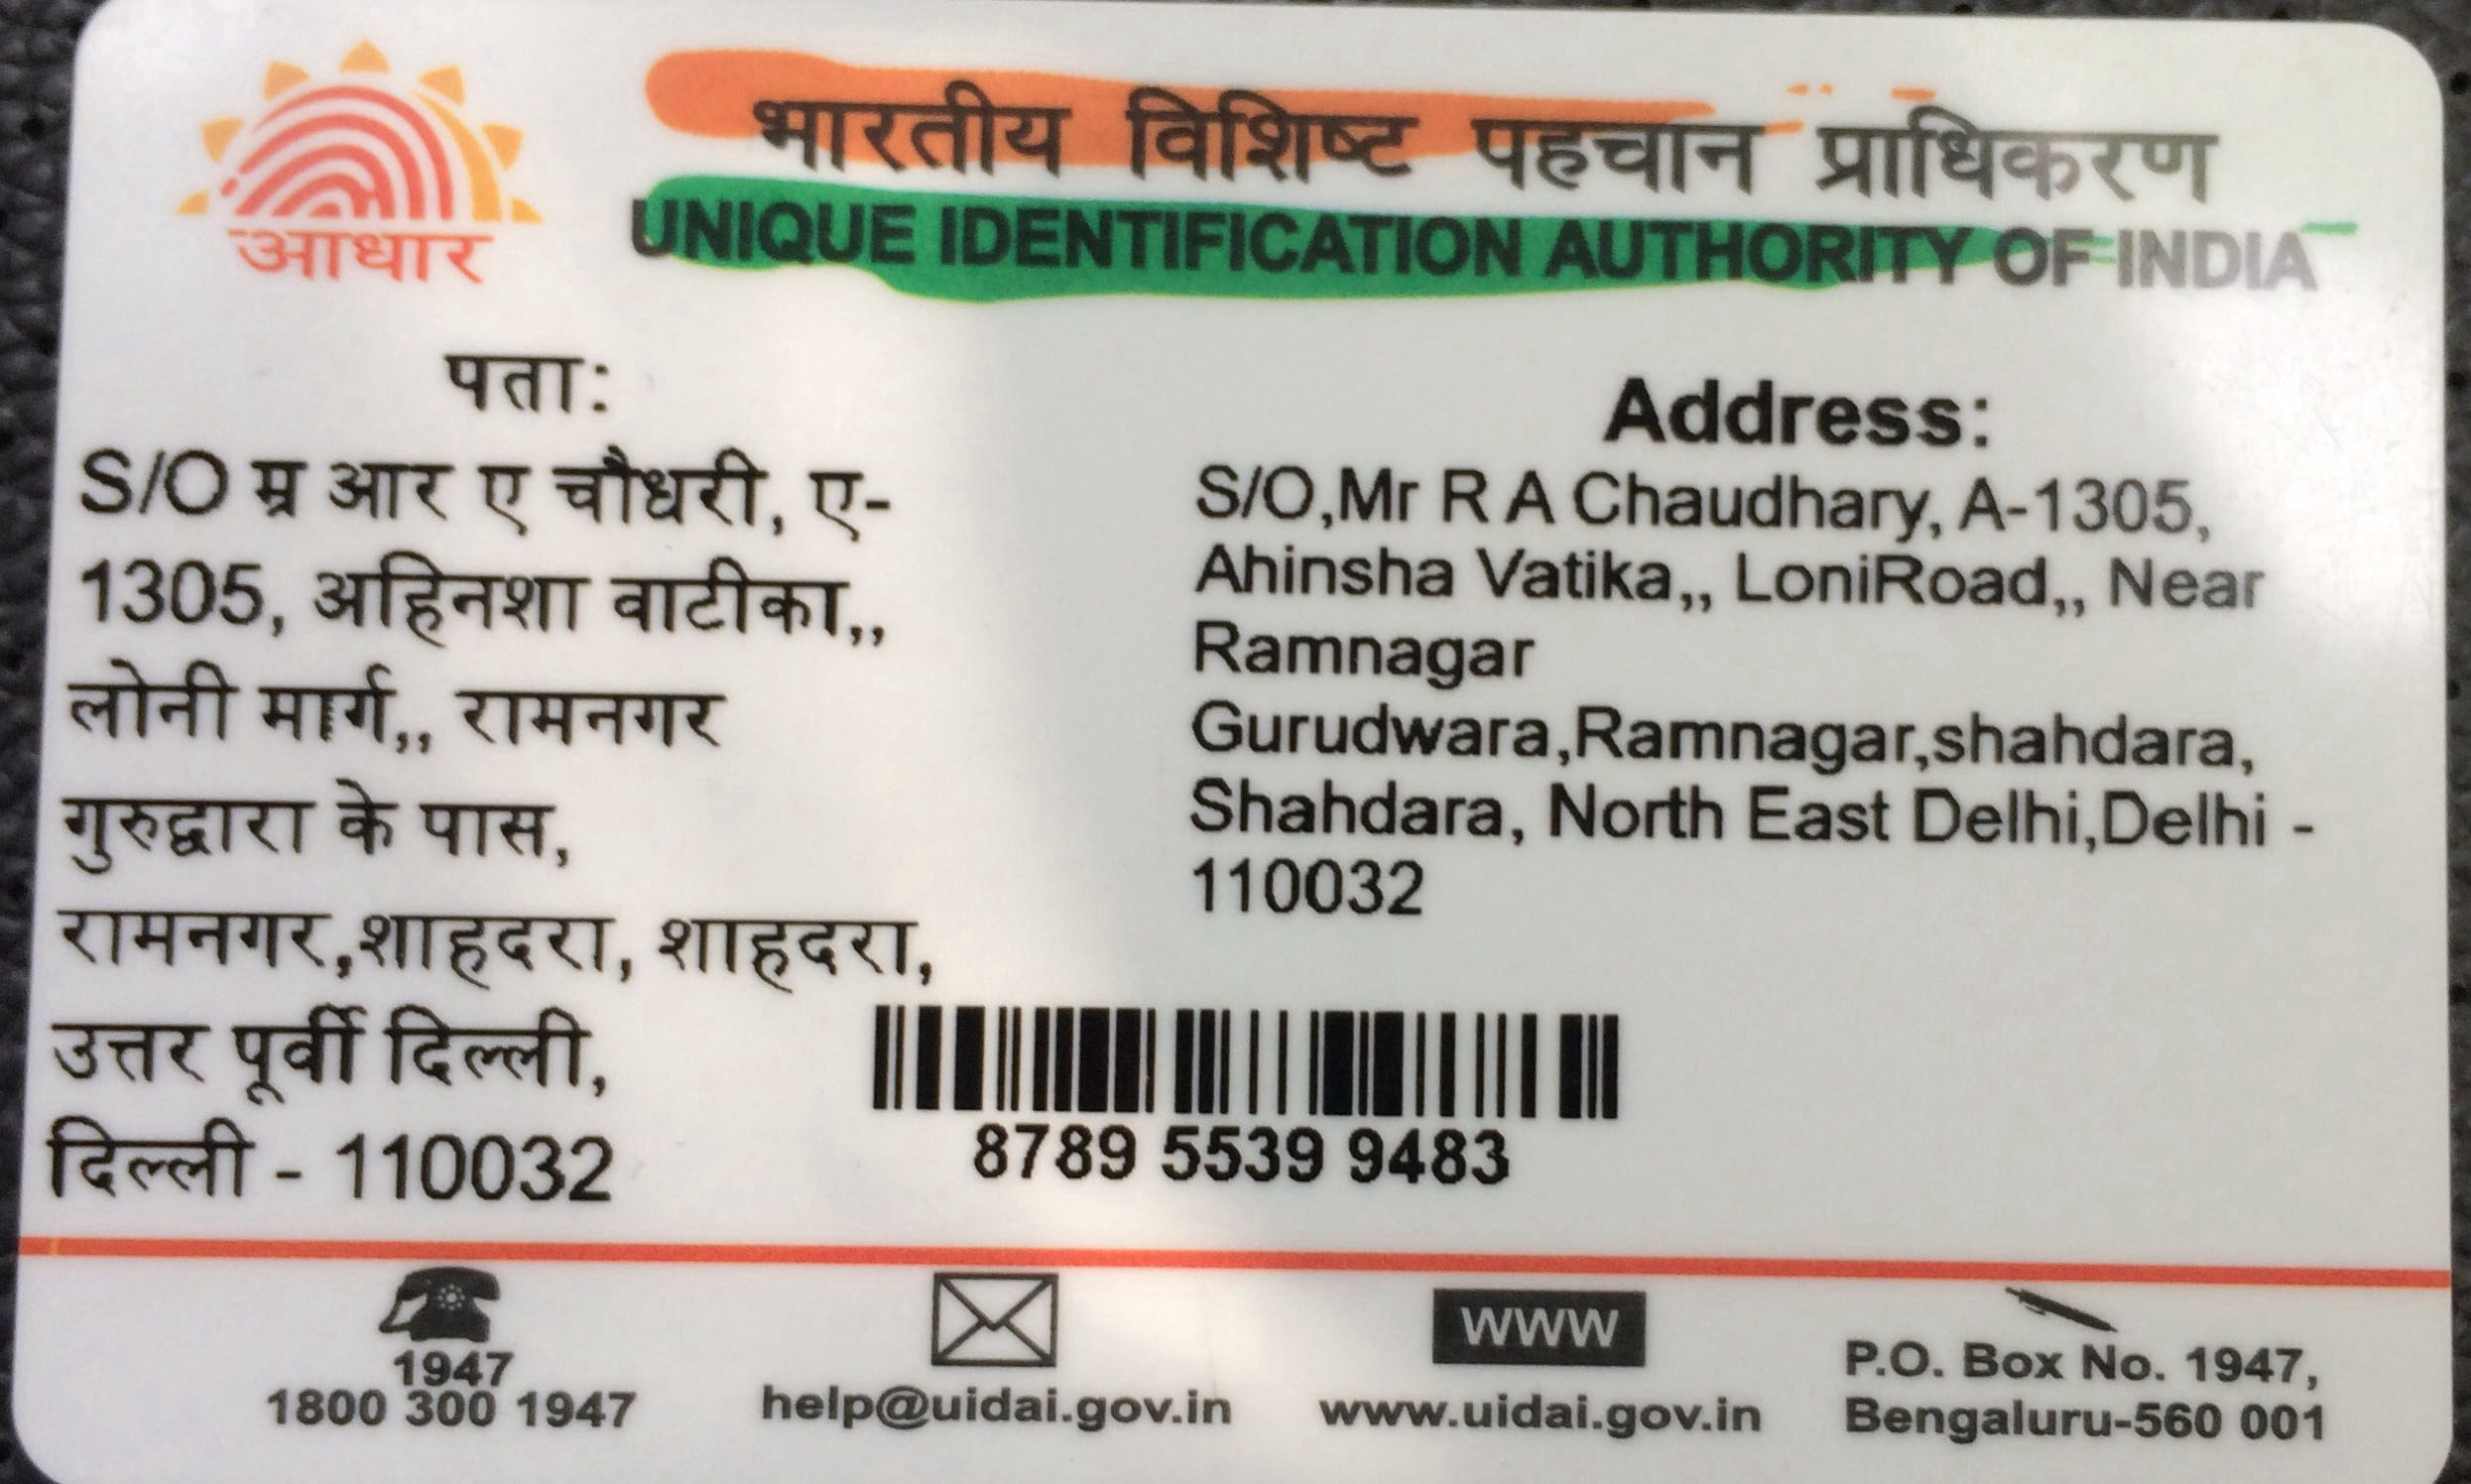 आधार
भारतीय विशिष्ट पहचान प्राधिकरण
UNIQUE IDENTIFICATION AUTHORITY OF INDIA
पता:
S/O म्र आर ए चौधरी, ए-
1305, अहिनशा वाटीका,,
लोनी मार्ग,, रामनगर
गुरुद्वारा के पास,
रामनगर,शाहदरा, शाहदरा,
उत्तर पूर्वी दिल्ली,
दिल्ली - 110032
Address:
S/O,Mr R A Chaudhary, A-1305,
Ahinsha Vatika,, LoniRoad,, Near
Ramnagar
Gurudwara,Ramnagar,shahdara,
Shahdara, North East Delhi,Delhi -
110032
8789 5539 9483
1947
1800 300 1947
help@uidai.gov.in
WWW
www.uidai.gov.in
P.O. Box No. 1947,
Bengaluru-560 001